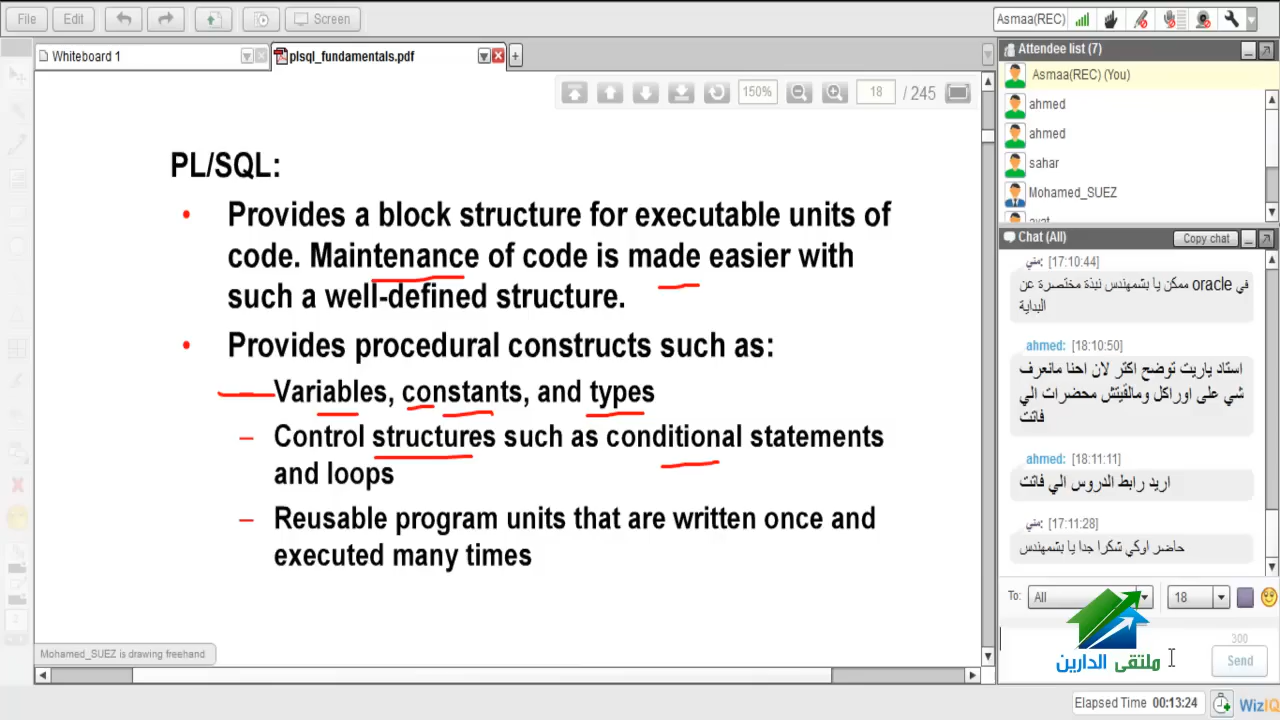 File
Edit
Screen
Asmaa(REC)
Whiteboard 1
plsql_fundamentals.pdf
+
150%
18
/ 245
PL/SQL:
• Provides a block structure for executable units of
code. Maintenance of code is made easier with
such a well-defined structure.
• Provides procedural constructs such as:
– Variables, constants, and types
– Control structures such as conditional statements
and loops
– Reusable program units that are written once and
executed many times
Mohamed_SUEZ is drawing freehand
Attendee list (7)
Asmaa(REC) (You)
ahmed
ahmed
sahar
Mohamed_SUEZ
Chat (All)
Copy chat
مني: [17:10:44]
ممكن يا بشمهندس نبذة مختصرة عن oracle في
البداية
ahmed: [18:10:50]
استاد ياريت توضح اكتر لان احنا مانعرف
شي على اوراكل ومالقيتش محضرات الي
فاتت
ahmed: [18:11:11]
اريد رابط الدروس الي فاتت
مني: [17:11:28]
حاضر اوكي شكرا جدا يا بشمهندس
To:
All
18
300
Send
ملتقى الدارين
Elapsed Time 00:13:24
WizIQ